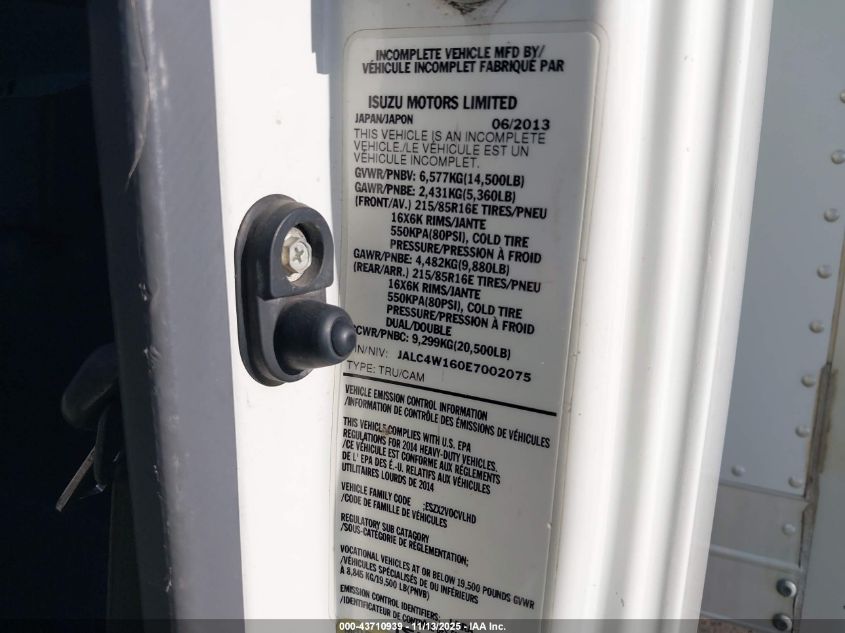 INCOMPLETE VEHICLE MFD BY/
VÉHICULE INCOMPLET FABRIQUÉ PAR
ISUZU MOTORS LIMITED
JAPAN/JAPON 06/2013
THIS VEHICLE IS AN INCOMPLETE
VEHICLE./LE VÉHICULE EST UN
VÉHICULE INCOMPLET.
GVWR/PNBV: 6,577KG(14,500LB)
GAWR/PNBE: 2,431KG(5,360LB)
(FRONT/AV.) 215/85R16E TIRES/PNEU
16X6K RIMS/JANTE
550KPA(80PSI), COLD TIRE
PRESSURE/PRESSION À FROID
GAWR/PNBE: 4,482KG(9,880LB)
(REAR/ARR.) 215/85R16E TIRES/PNEU
16X6K RIMS/JANTE
550KPA(80PSI), COLD TIRE
PRESSURE/PRESSION À FROID
DUAL/DOUBLE
CWR/PNBC: 9,299KG(20,500LB)
IN/NIV: JALC4W160E7002075
TYPE: TRU/CAM
VEHICLE EMISSION CONTROL INFORMATION
/INFORMATION DE CONTRÔLE DES ÉMISSIONS DE VÉHICULES
THIS VEHICLE COMPLIES WITH U.S. EPA
REGULATIONS FOR 2014 HEAVY-DUTY VEHICLES.
/CE VÉHICULE EST CONFORME AUX RÈGLEMENTS
DE L' EPA DES É.-U. RELATIFS AUX VÉHICULES
UTILITAIRES LOURDS DE 2014
VEHICLE FAMILY CODE ;ESZX2VOCVLHD
/CODE DE FAMILLE DE VÉHICULES
REGULATORY SUB CATAGORY
/SOUS-CATÉGORIE DE RÉGLEMENTATION;
VOCATIONAL VEHICLES AT OR BELOW 19,500 POUNDS GVWR
/VÉHICULES SPÉCIALISÉS DE OU INFÉRIEURS
A 8,845 KG/19,500 LB(PNVB)
EMISSION CONTROL IDENTIFIERS:
/IDENTIFICATEUR DE
000-43710939 - 11/13/2025 - IAA Inc.